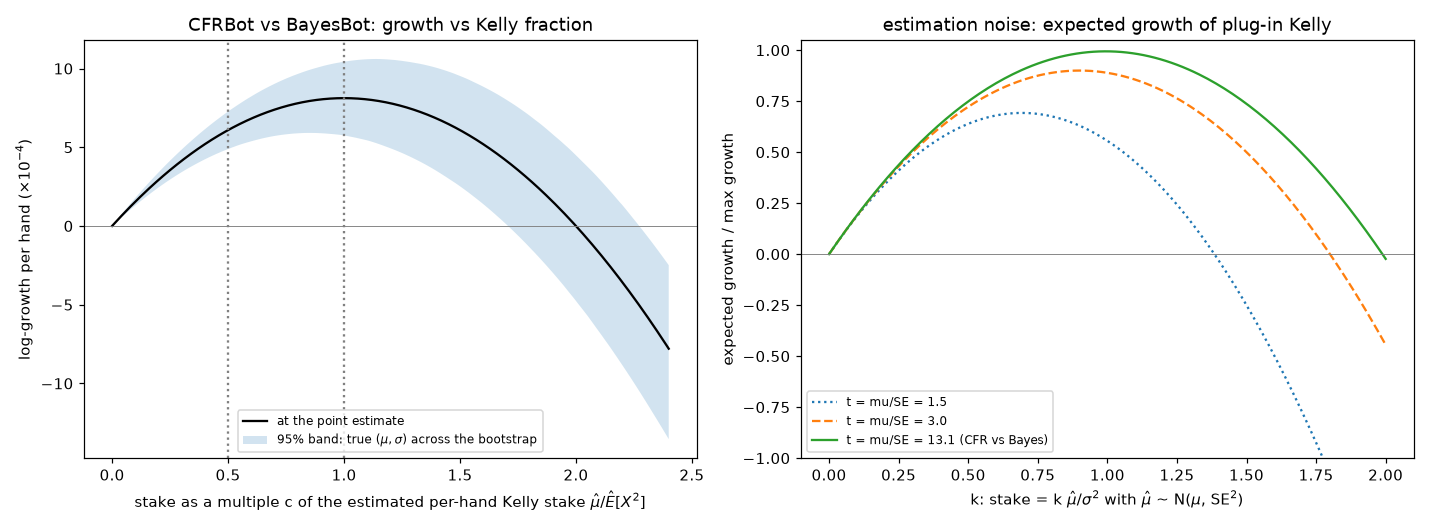 CFRBot vs BayesBot: growth vs Kelly fraction
10
5
0
−5
−10
log-growth per hand (×10⁻⁴)
at the point estimate
95% band: true (μ, σ) across the bootstrap
0.0 0.5 1.0 1.5 2.0 2.5
stake as a multiple c of the estimated per-hand Kelly stake μ̂/Ê[X²]
estimation noise: expected growth of plug-in Kelly
1.00
0.75
0.50
0.25
0.00
−0.25
−0.50
−0.75
−1.00
expected growth / max growth
t = mu/SE = 1.5
t = mu/SE = 3.0
t = mu/SE = 13.1 (CFR vs Bayes)
0.00 0.25 0.50 0.75 1.00 1.25 1.50 1.75 2.00
k: stake = k μ̂/σ² with μ̂ ~ N(μ, SE²)